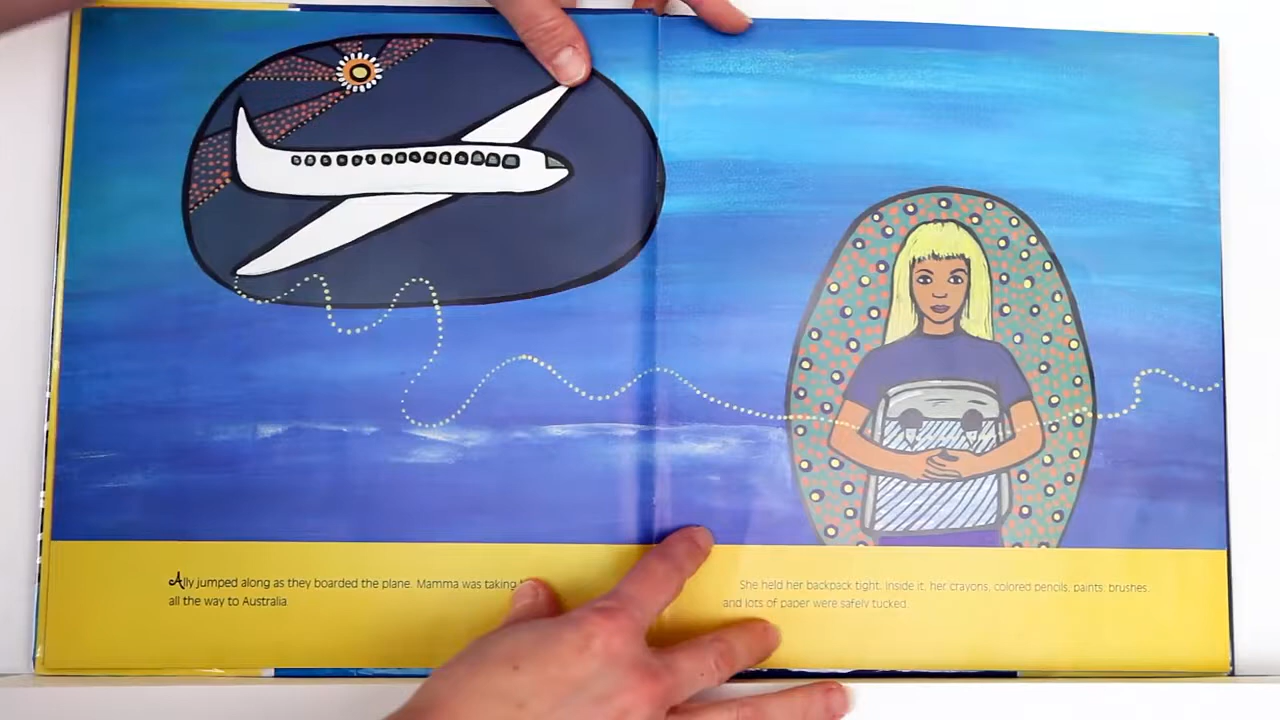 Ally jumped along as they boarded the plane. Mamma was taking
all the way to Australia.
She held her backpack tight. Inside it, her crayons, colored pencils, paints, brushes,
and lots of paper were safely tucked.